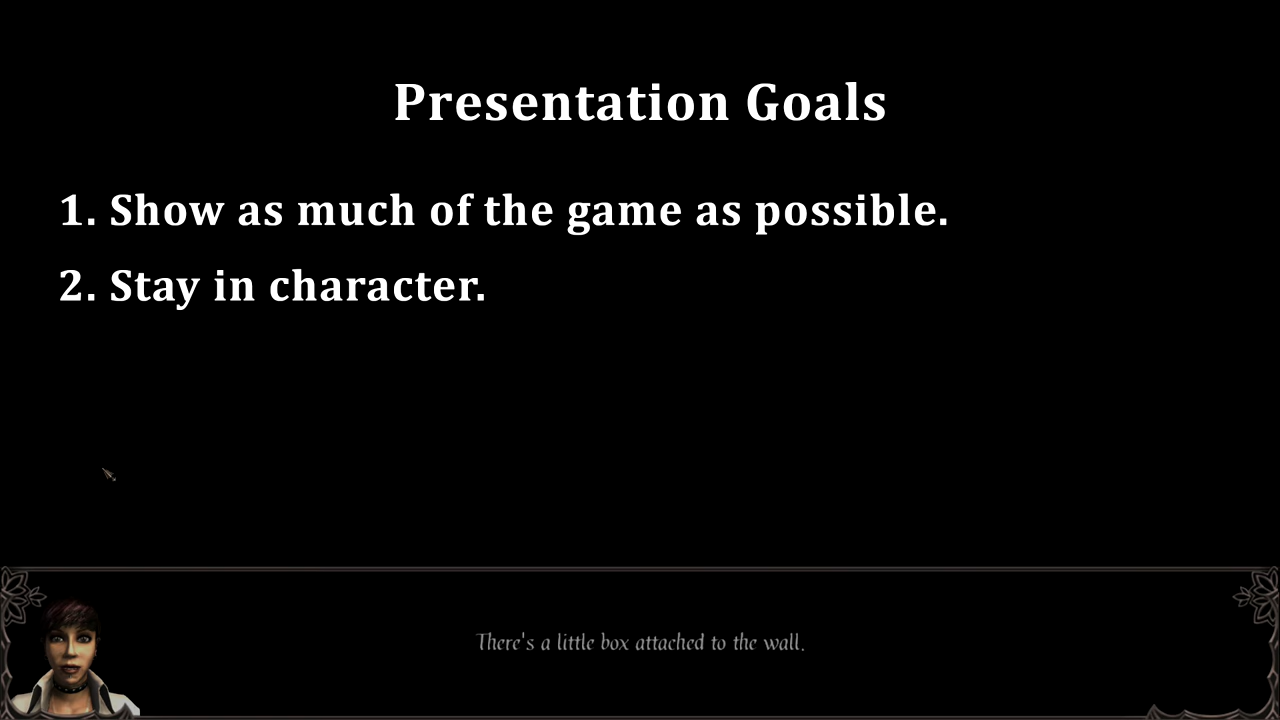 Presentation Goals
1. Show as much of the game as possible.
2. Stay in character.
There's a little box attached to the wall.